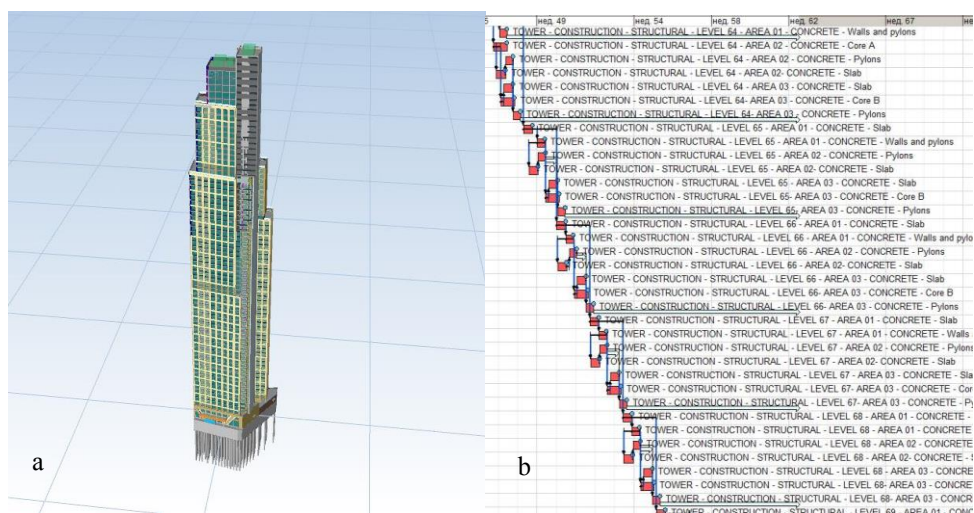 5
нед. 49
нед. 54
нед. 58
нед. 62
нед. 67
TOWER - CONSTRUCTION - STRUCTURAL - LEVEL 64 - AREA 01 - CONCRETE - Walls and pylons
TOWER - CONSTRUCTION - STRUCTURAL - LEVEL 64 - AREA 02 - CONCRETE - Core A
TOWER - CONSTRUCTION - STRUCTURAL - LEVEL 64 - AREA 02 - CONCRETE - Pylons
TOWER - CONSTRUCTION - STRUCTURAL - LEVEL 64 - AREA 02- CONCRETE - Slab
TOWER - CONSTRUCTION - STRUCTURAL - LEVEL 64- AREA 03 - CONCRETE - Slab
TOWER - CONSTRUCTION - STRUCTURAL - LEVEL 64- AREA 03 - CONCRETE - Core B
TOWER - CONSTRUCTION - STRUCTURAL - LEVEL 64- AREA 03 - CONCRETE - Pylons
TOWER - CONSTRUCTION - STRUCTURAL - LEVEL 65 - AREA 01 - CONCRETE - Slab
TOWER - CONSTRUCTION - STRUCTURAL - LEVEL 65 - AREA 01 - CONCRETE - Walls and pylons
TOWER - CONSTRUCTION - STRUCTURAL - LEVEL 65 - AREA 02 - CONCRETE - Pylons
TOWER - CONSTRUCTION - STRUCTURAL - LEVEL 65 - AREA 02- CONCRETE - Slab
TOWER - CONSTRUCTION - STRUCTURAL - LEVEL 65- AREA 03 - CONCRETE - Slab
TOWER - CONSTRUCTION - STRUCTURAL - LEVEL 65- AREA 03 - CONCRETE - Core B
TOWER - CONSTRUCTION - STRUCTURAL - LEVEL 65- AREA 03 - CONCRETE - Pylons
TOWER - CONSTRUCTION - STRUCTURAL - LEVEL 66 - AREA 01 - CONCRETE - Slab
TOWER - CONSTRUCTION - STRUCTURAL - LEVEL 66 - AREA 01 - CONCRETE - Walls and pylo
TOWER - CONSTRUCTION - STRUCTURAL - LEVEL 66 - AREA 02 - CONCRETE - Pylons
TOWER - CONSTRUCTION - STRUCTURAL - LEVEL 66 - AREA 02- CONCRETE - Slab
TOWER - CONSTRUCTION - STRUCTURAL - LEVEL 66- AREA 03 - CONCRETE - Slab
TOWER - CONSTRUCTION - STRUCTURAL - LEVEL 66- AREA 03 - CONCRETE - Core B
TOWER - CONSTRUCTION - STRUCTURAL - LEVEL 66- AREA 03 - CONCRETE - Pylons
TOWER - CONSTRUCTION - STRUCTURAL - LEVEL 67 - AREA 01 - CONCRETE - Slab
TOWER - CONSTRUCTION - STRUCTURAL - LEVEL 67 - AREA 01 - CONCRETE - Walls
TOWER - CONSTRUCTION - STRUCTURAL - LEVEL 67 - AREA 02 - CONCRETE - Pylons
TOWER - CONSTRUCTION - STRUCTURAL - LEVEL 67 - AREA 02- CONCRETE - Slab
TOWER - CONSTRUCTION - STRUCTURAL - LEVEL 67- AREA 03 - CONCRETE - Sla
TOWER - CONSTRUCTION - STRUCTURAL - LEVEL 67- AREA 03 - CONCRETE - Cor
TOWER - CONSTRUCTION - STRUCTURAL - LEVEL 67- AREA 03 - CONCRETE - Py
TOWER - CONSTRUCTION - STRUCTURAL - LEVEL 68 - AREA 01 - CONCRETE -
TOWER - CONSTRUCTION - STRUCTURAL - LEVEL 68 - AREA 01 - CONCRETE
TOWER - CONSTRUCTION - STRUCTURAL - LEVEL 68 - AREA 02 - CONCRETE
TOWER - CONSTRUCTION - STRUCTURAL - LEVEL 68 - AREA 02- CONCRETE - S
TOWER - CONSTRUCTION - STRUCTURAL - LEVEL 68- AREA 03 - CONCRE
TOWER - CONSTRUCTION - STRUCTURAL - LEVEL 68- AREA 03 - CONCRE
TOWER - CONSTRUCTION - STRUCTURAL - LEVEL 68- AREA 03 - CONCR
TOWER - CONSTRUCTION - STRUCTURAL - LEVEL 69 - AREA 01 - CONC
a
b